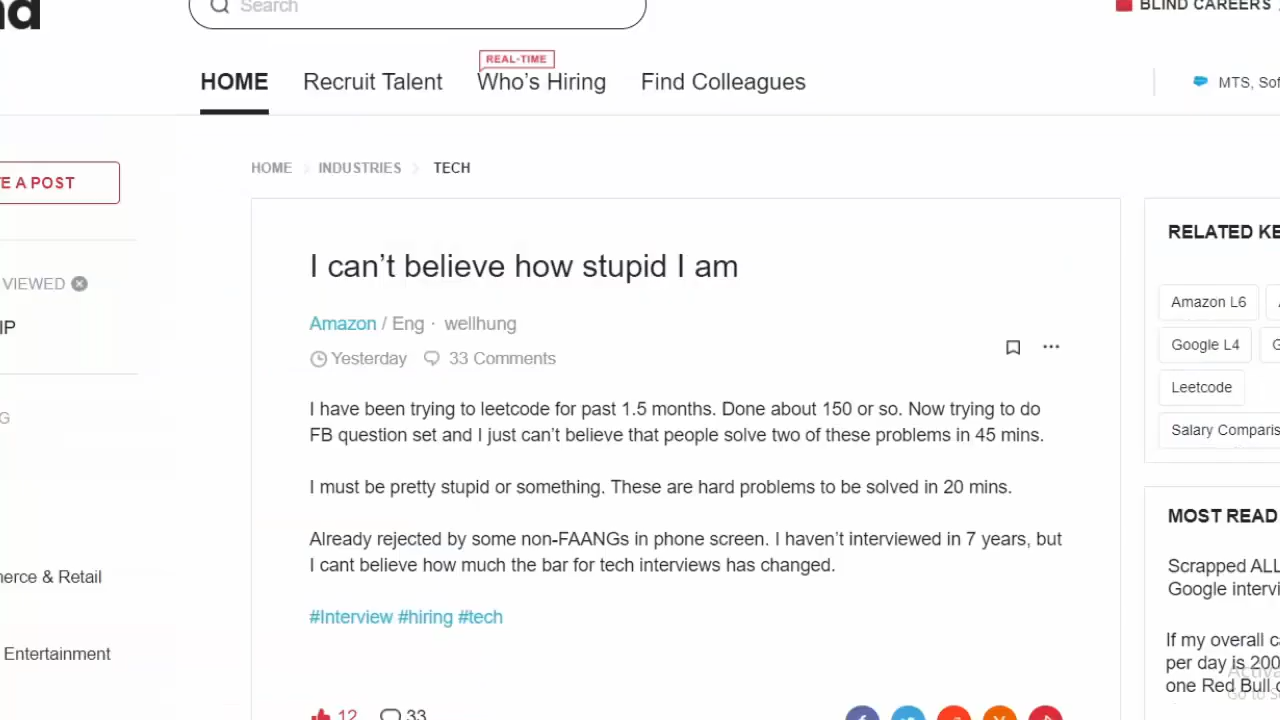 nd
Search
BLIND CAREERS
HOME
Recruit Talent
REAL-TIME
Who's Hiring
Find Colleagues
MTS, Sof
HOME
INDUSTRIES
TECH
E A POST
VIEWED
IP
G
erce & Retail
Entertainment
I can't believe how stupid I am
Amazon / Eng · wellhung
Yesterday 33 Comments
I have been trying to leetcode for past 1.5 months. Done about 150 or so. Now trying to do
FB question set and I just can't believe that people solve two of these problems in 45 mins.
I must be pretty stupid or something. These are hard problems to be solved in 20 mins.
Already rejected by some non-FAANGs in phone screen. I haven't interviewed in 7 years, but
I cant believe how much the bar for tech interviews has changed.
#Interview #hiring #tech
12 33
RELATED KE
Amazon L6
Google L4
Leetcode
Salary Comparis
MOST READ
Scrapped ALL
Google intervi
If my overall ca
per day is 200
one Red Bull